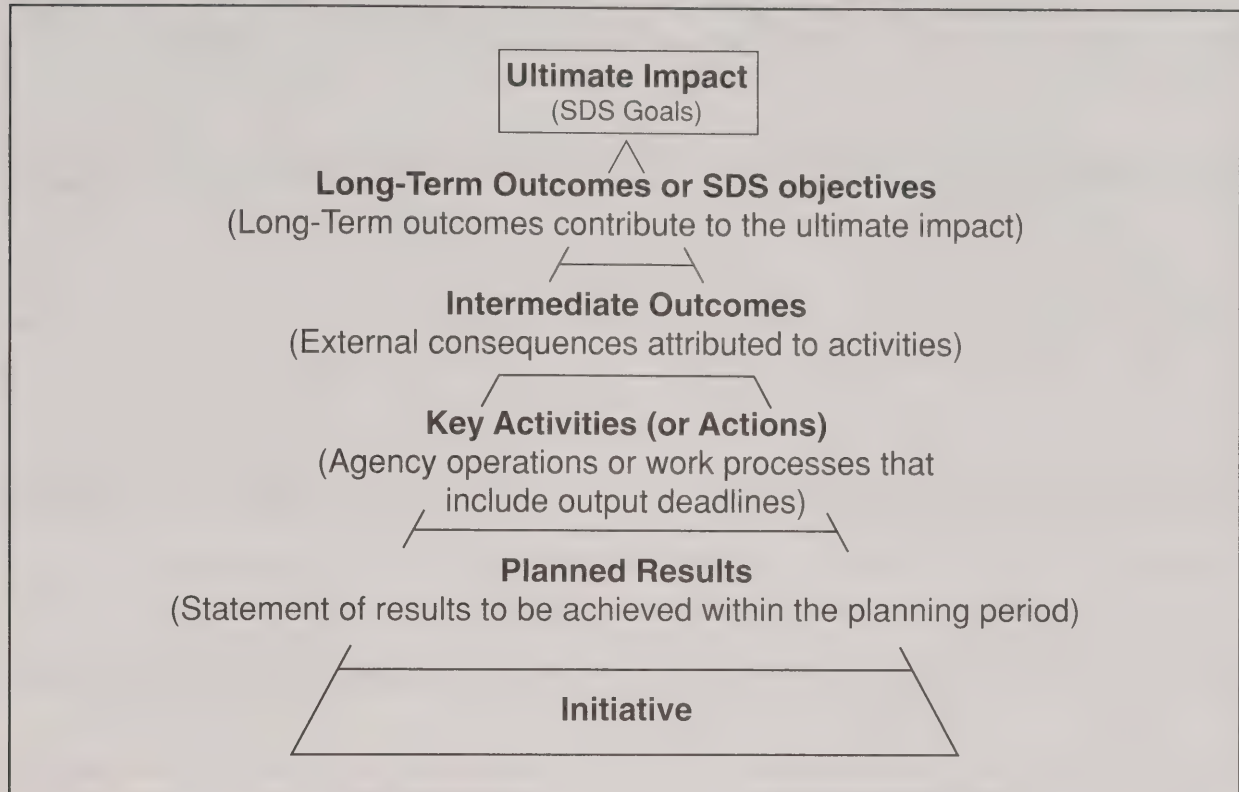 Ultimate Impact
(SDS Goals)
Long-Term Outcomes or SDS objectives
(Long-Term outcomes contribute to the ultimate impact)
Intermediate Outcomes
(External consequences attributed to activities)
Key Activities (or Actions)
(Agency operations or work processes that
include output deadlines)
Planned Results
(Statement of results to be achieved within the planning period)
Initiative